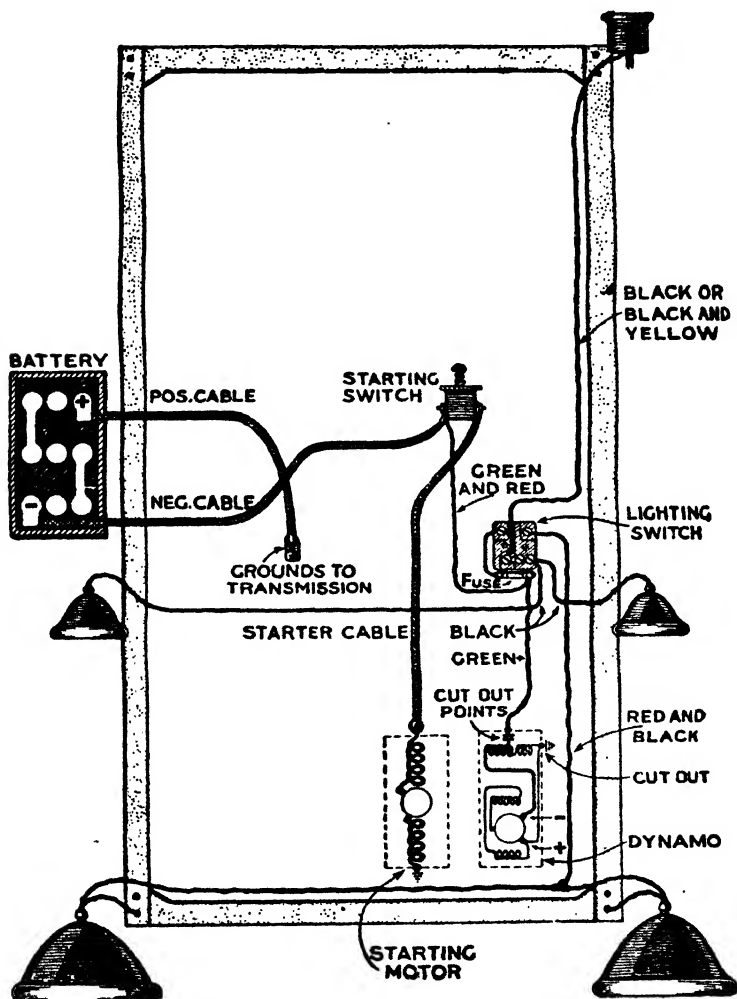 BLACK OR
BLACK AND
YELLOW
BATTERY
+
-
POS.CABLE
NEG.CABLE
STARTING
SWITCH
GREEN
AND RED
LIGHTING
SWITCH
GROUNDS TO
TRANSMISSION
FUSE
STARTER CABLE
BLACK
GREEN
CUT OUT
POINTS
RED AND
BLACK
CUT OUT
-
+
DYNAMO
STARTING
MOTOR